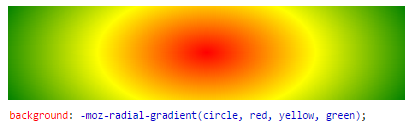 background: -moz-radial-gradient(circle, red, yellow, green);